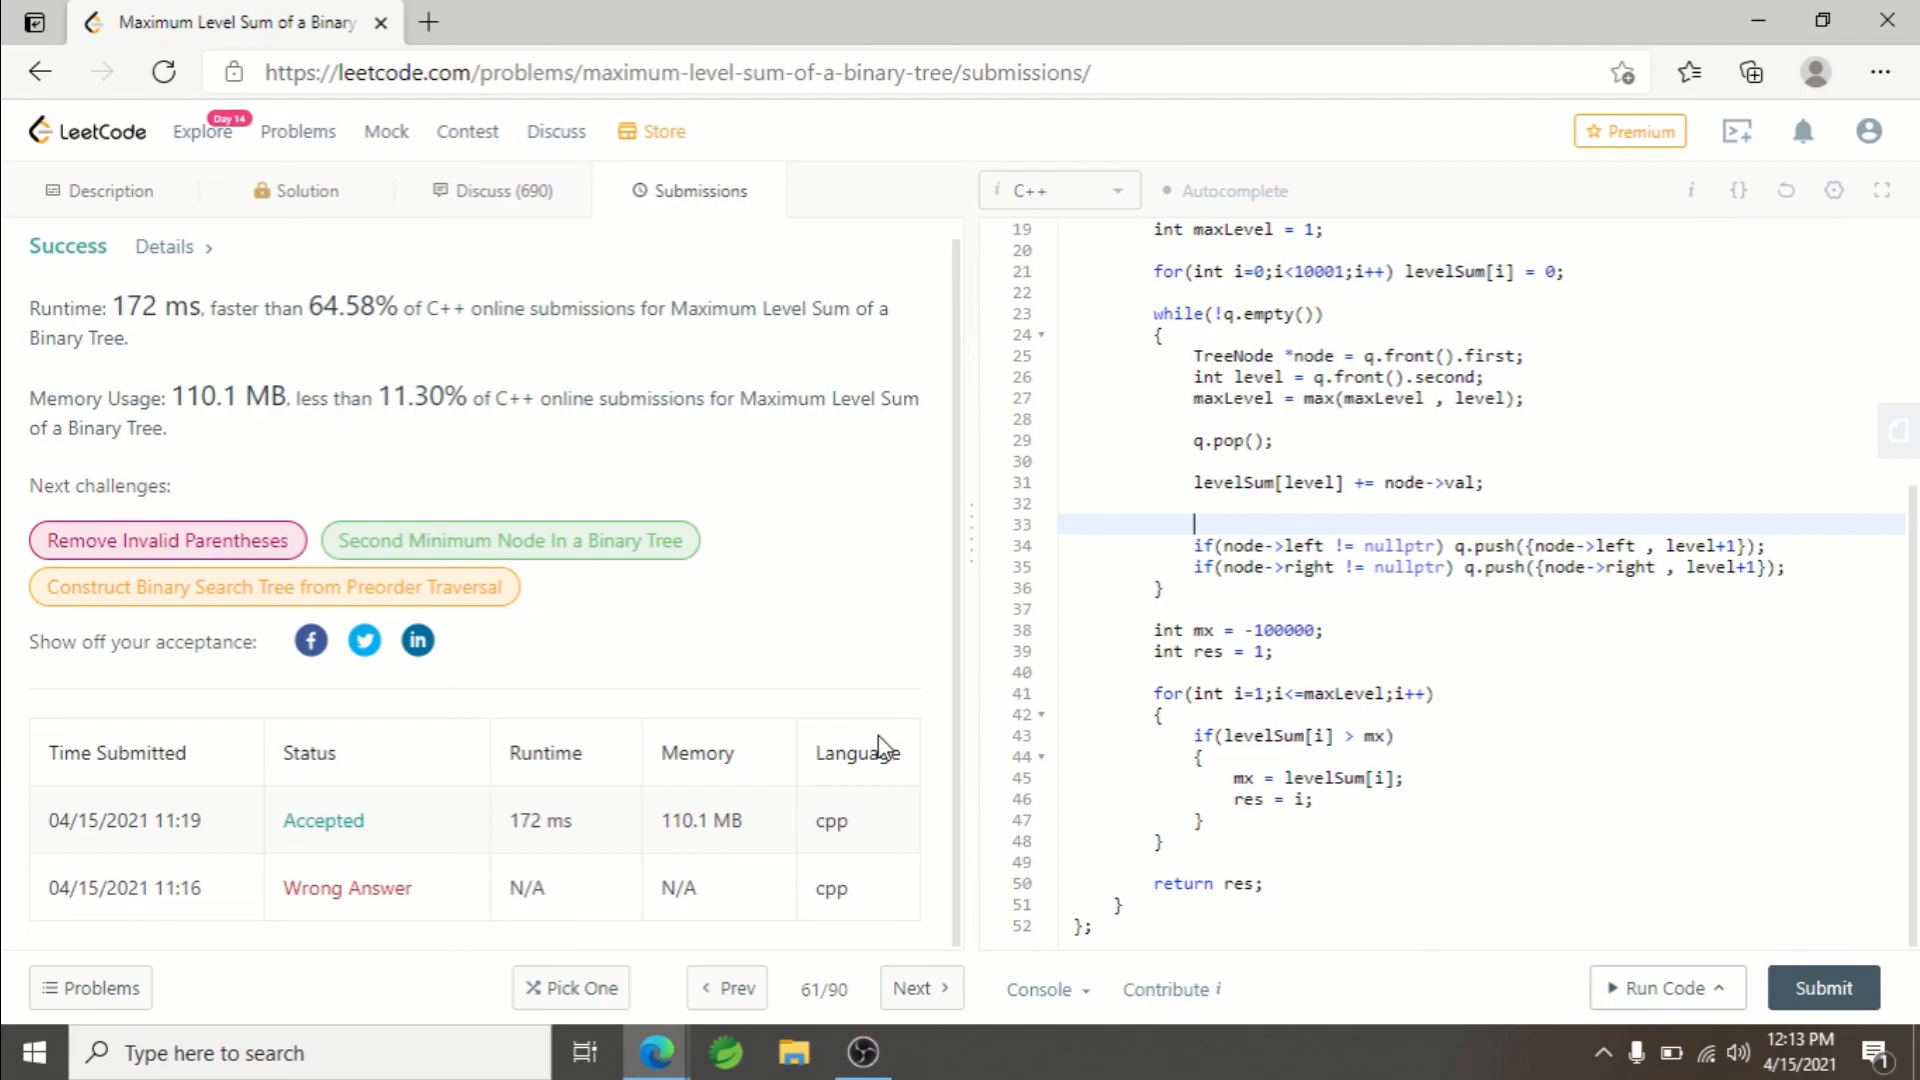 Maximum Level Sum of a Binary
https://leetcode.com/problems/maximum-level-sum-of-a-binary-tree/submissions/
LeetCode
Explore
Day 14
Problems
Mock
Contest
Discuss
Store
Premium
Description
Solution
Discuss (690)
Submissions
i C++
Autocomplete
Success
Details
Runtime: 172 ms, faster than 64.58% of C++ online submissions for Maximum Level Sum of a
Binary Tree.
Memory Usage: 110.1 MB, less than 11.30% of C++ online submissions for Maximum Level Sum
of a Binary Tree.
Next challenges:
Remove Invalid Parentheses
Second Minimum Node In a Binary Tree
Construct Binary Search Tree from Preorder Traversal
Show off your acceptance:
Time Submitted Status Runtime Memory Language
04/15/2021 11:19 Accepted 172 ms 110.1 MB cpp
04/15/2021 11:16 Wrong Answer N/A N/A cpp
19 int maxLevel = 1;
20
21 for(int i=0;i<10001;i++) levelSum[i] = 0;
22
23 while(!q.empty())
24 {
25 TreeNode *node = q.front().first;
26 int level = q.front().second;
27 maxLevel = max(maxLevel , level);
28
29 q.pop();
30
31 levelSum[level] += node->val;
32
33
34 if(node->left != nullptr) q.push({node->left , level+1});
35 if(node->right != nullptr) q.push({node->right , level+1});
36 }
37
38 int mx = -100000;
39 int res = 1;
40
41 for(int i=1;i<=maxLevel;i++)
42 {
43 if(levelSum[i] > mx)
44 {
45 mx = levelSum[i];
46 res = i;
47 }
48 }
49
50 return res;
51 }
52 };
Problems
Pick One
Prev
61/90
Next
Console
Contribute i
Run Code
Submit
Type here to search
12:13 PM
4/15/2021
1